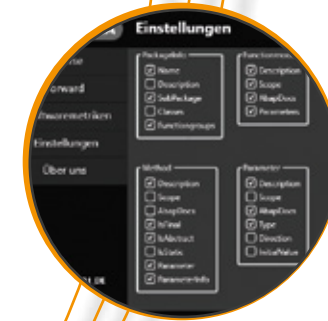 Einstellungen
PackageInfo
Name
Description
SubPackage
Classes
Functiongroups
Description
Scope
AbapDocs
Parameters
orward
twaremetriken
Einstellungen
Über uns
Method
Description
Scope
AbapDocs
IsFinal
IsAbstract
IsStatic
Parameter
ParameterInfo
Parameter
Description
Scope
AbapDocs
Type
Direction
InitialValue